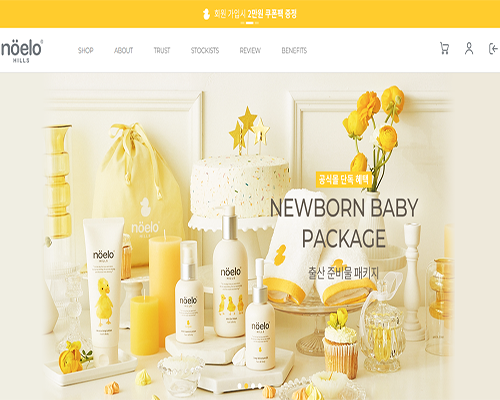 회원 가입시 2만원 쿠폰팩 증정
nöelo
HILLS
SHOP ABOUT TRUST STOCKISTS REVIEW BENEFITS
공식몰 단독 혜택
NEWBORN BABY
PACKAGE
출산 준비물 패키지
nöelo
nöelo
nöelo
nöelo
nöelo